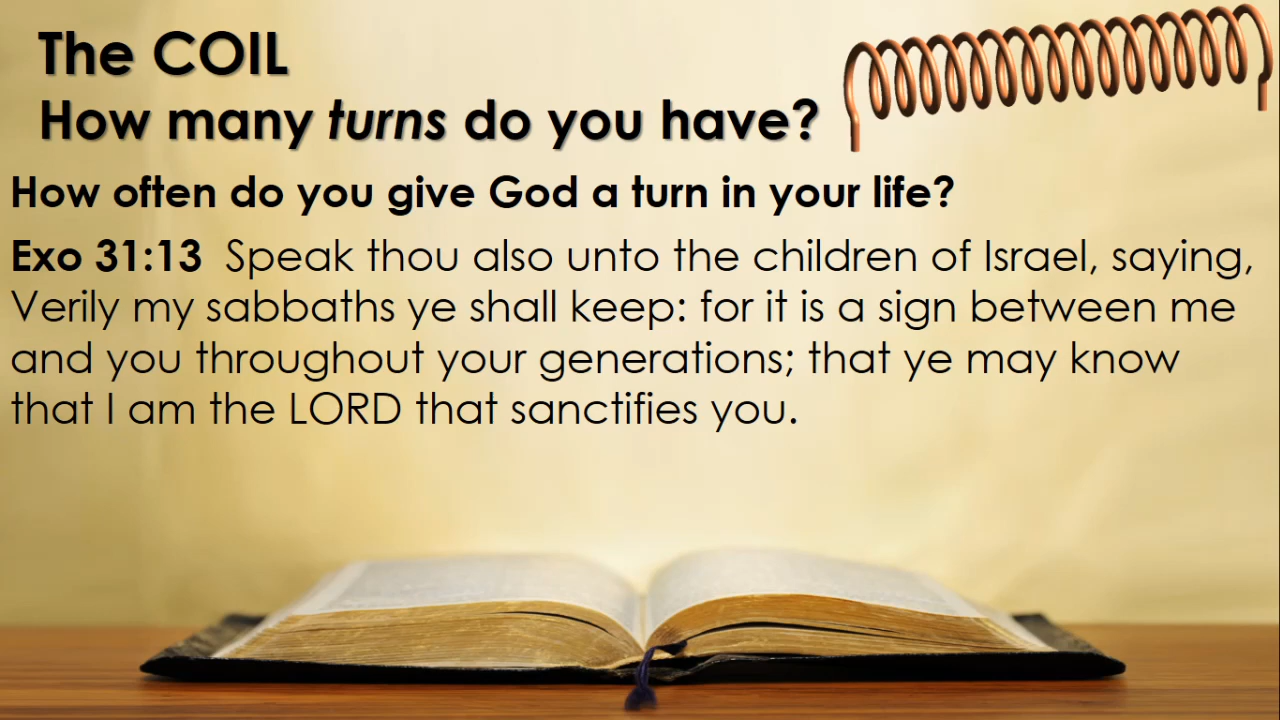 The COIL
How many turns do you have?
How often do you give God a turn in your life?
Exo 31:13  Speak thou also unto the children of Israel, saying,
Verily my sabbaths ye shall keep: for it is a sign between me
and you throughout your generations; that ye may know
that I am the LORD that sanctifies you.